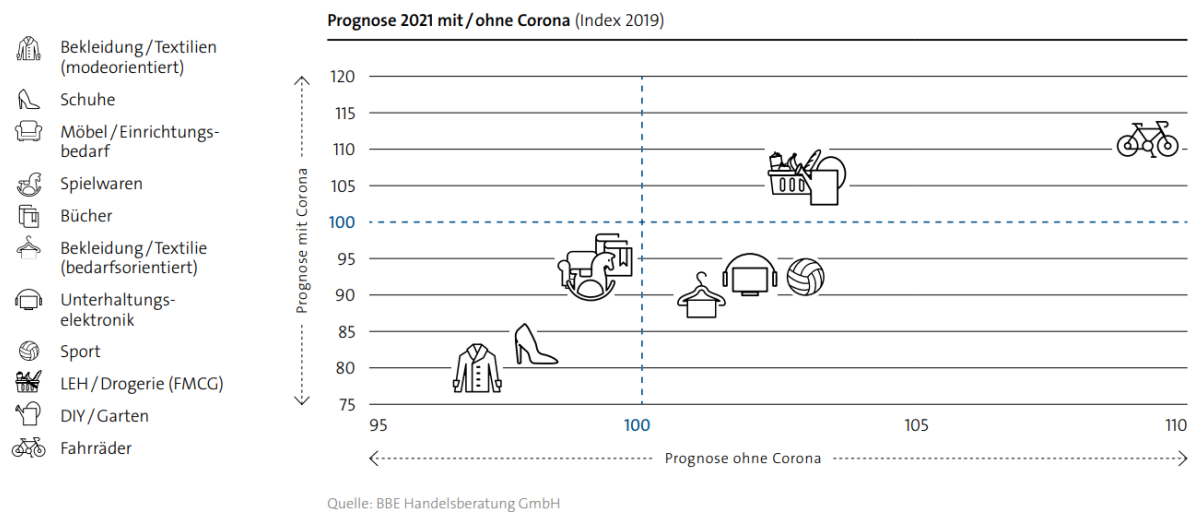 Prognose 2021 mit / ohne Corona (Index 2019)
Bekleidung / Textilien
(modeorientiert)
Schuhe
Möbel / Einrichtungs-
bedarf
Spielwaren
Bücher
Bekleidung / Textilie
(bedarfsorientiert)
Unterhaltungs-
elektronik
Sport
LEH / Drogerie (FMCG)
DIY / Garten
Fahrräder
Prognose mit Corona
120
115
110
105
100
95
90
85
80
75
95
100
105
110
Prognose ohne Corona
Quelle: BBE Handelsberatung GmbH